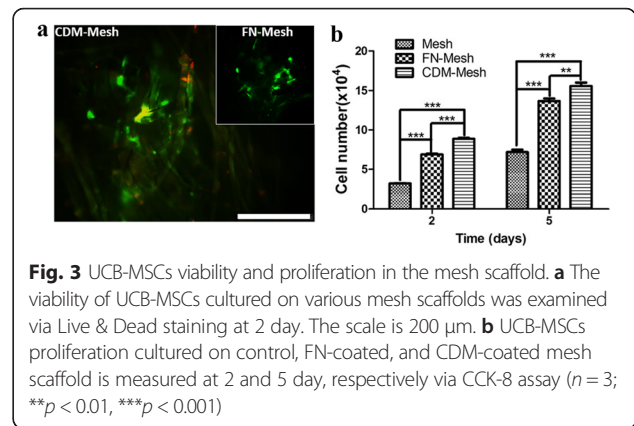 a
CDM-Mesh
FN-Mesh
b
Mesh
FN-Mesh
CDM-Mesh
Cell number(x10⁴)
20
15
10
5
0
***
***
***
***
***
**
2
5
Time (days)
Fig. 3 UCB-MSCs viability and proliferation in the mesh scaffold. a The
viability of UCB-MSCs cultured on various mesh scaffolds was examined
via Live & Dead staining at 2 day. The scale is 200 μm. b UCB-MSCs
proliferation cultured on control, FN-coated, and CDM-coated mesh
scaffold is measured at 2 and 5 day, respectively via CCK-8 assay (n = 3;
**p < 0.01, ***p < 0.001)